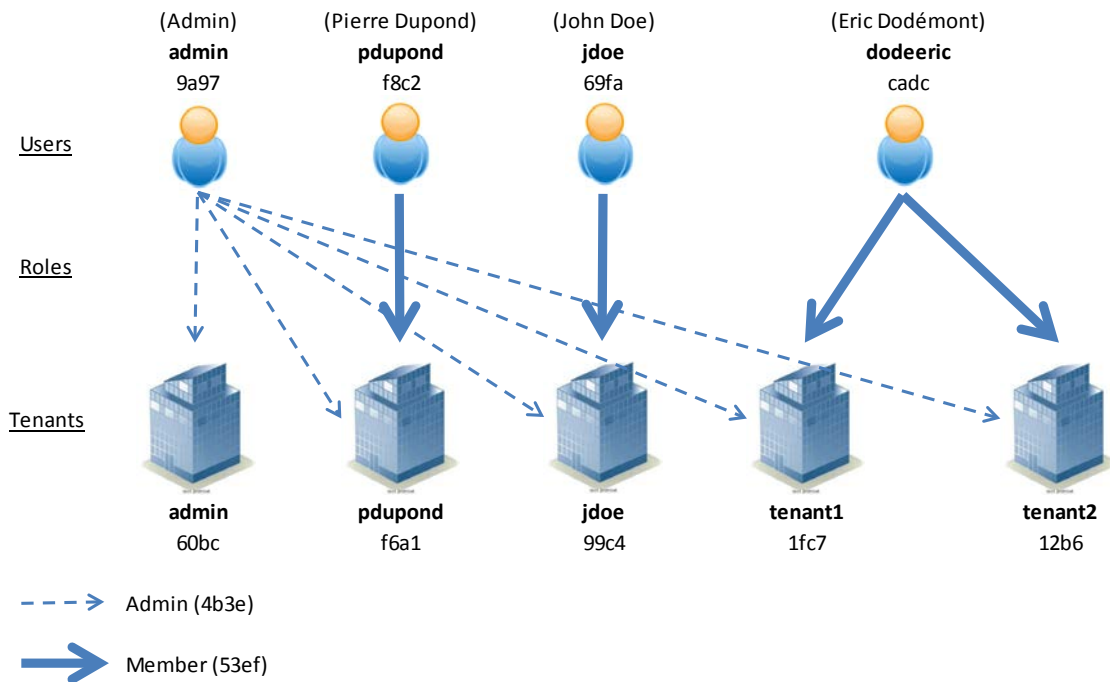 (Admin) (Pierre Dupond) (John Doe) (Eric Dodémont)
admin pdupond jdoe dodeeric
9a97 f8c2 69fa cadc
Users
Roles
Tenants
admin pdupond jdoe tenant1 tenant2
60bc f6a1 99c4 1fc7 12b6
Admin (4b3e)
Member (53ef)